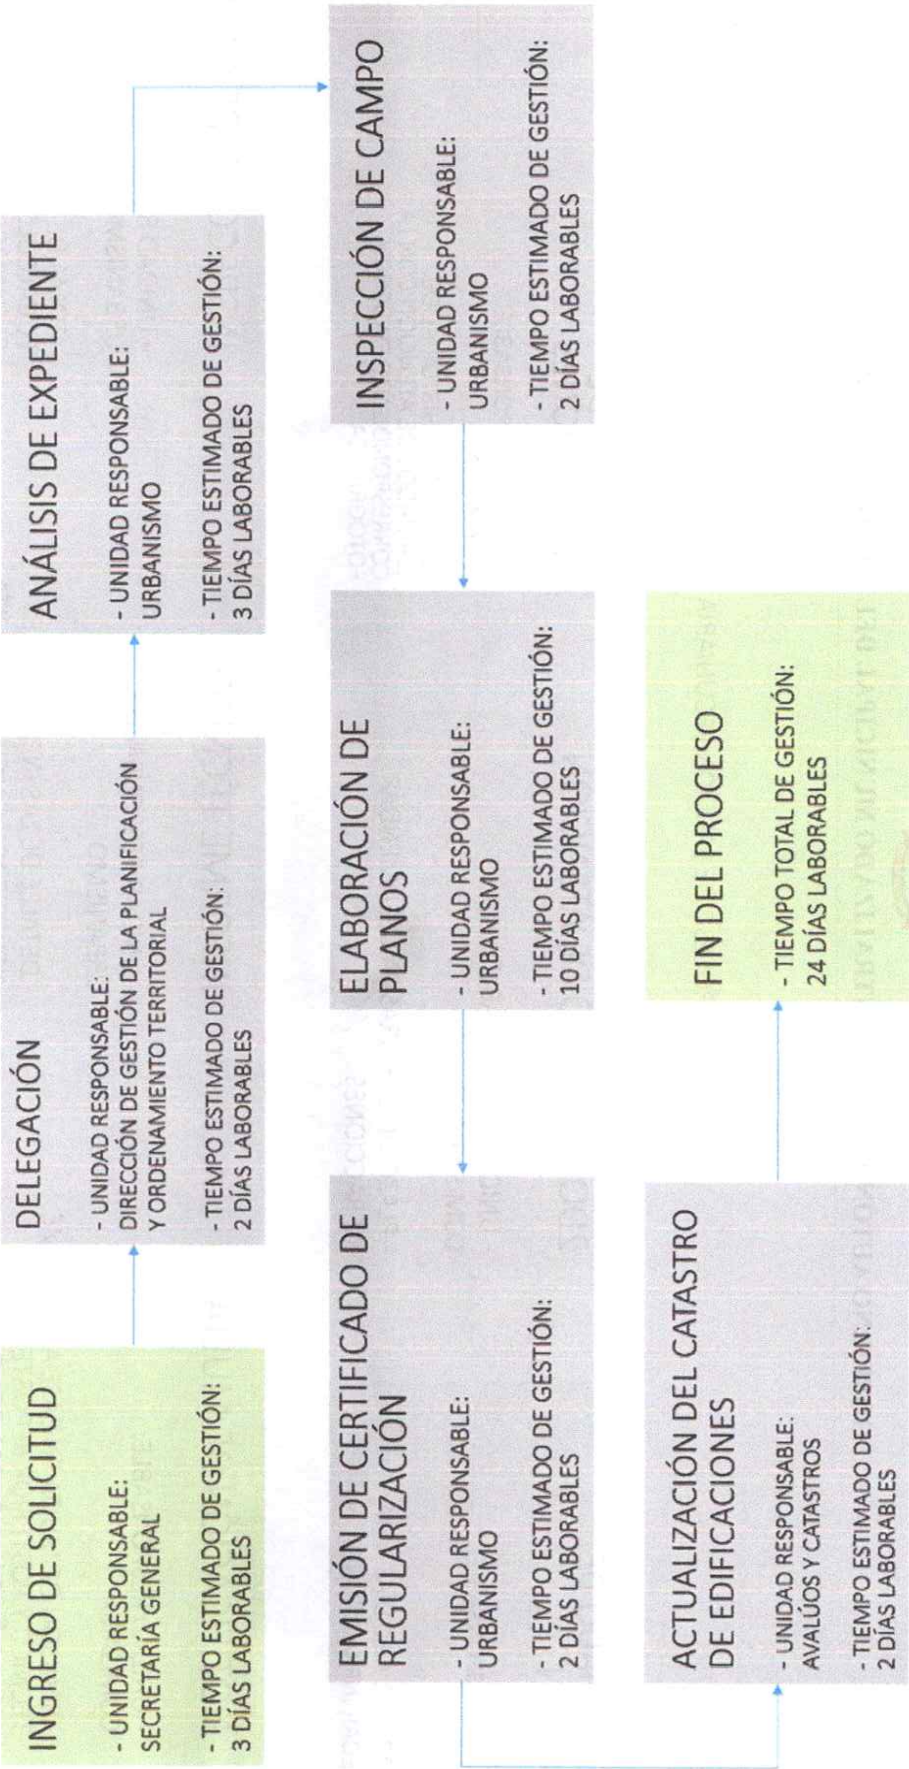 INGRESO DE SOLICITUD
- UNIDAD RESPONSABLE:
SECRETARÍA GENERAL
- TIEMPO ESTIMADO DE GESTIÓN:
3 DÍAS LABORABLES
DELEGACIÓN
- UNIDAD RESPONSABLE:
DIRECCIÓN DE GESTIÓN DE LA PLANIFICACIÓN
Y ORDENAMIENTO TERRITORIAL
- TIEMPO ESTIMADO DE GESTIÓN:
2 DÍAS LABORABLES
ANÁLISIS DE EXPEDIENTE
- UNIDAD RESPONSABLE:
URBANISMO
- TIEMPO ESTIMADO DE GESTIÓN:
3 DÍAS LABORABLES
INSPECCIÓN DE CAMPO
- UNIDAD RESPONSABLE:
URBANISMO
- TIEMPO ESTIMADO DE GESTIÓN:
2 DÍAS LABORABLES
ELABORACIÓN DE
PLANOS
- UNIDAD RESPONSABLE:
URBANISMO
- TIEMPO ESTIMADO DE GESTIÓN:
10 DÍAS LABORABLES
EMISIÓN DE CERTIFICADO DE
REGULARIZACIÓN
- UNIDAD RESPONSABLE:
URBANISMO
- TIEMPO ESTIMADO DE GESTIÓN:
2 DÍAS LABORABLES
ACTUALIZACIÓN DEL CATASTRO
DE EDIFICACIONES
- UNIDAD RESPONSABLE:
AVALÚOS Y CATASTROS
- TIEMPO ESTIMADO DE GESTIÓN:
2 DÍAS LABORABLES
FIN DEL PROCESO
- TIEMPO TOTAL DE GESTIÓN:
24 DÍAS LABORABLES